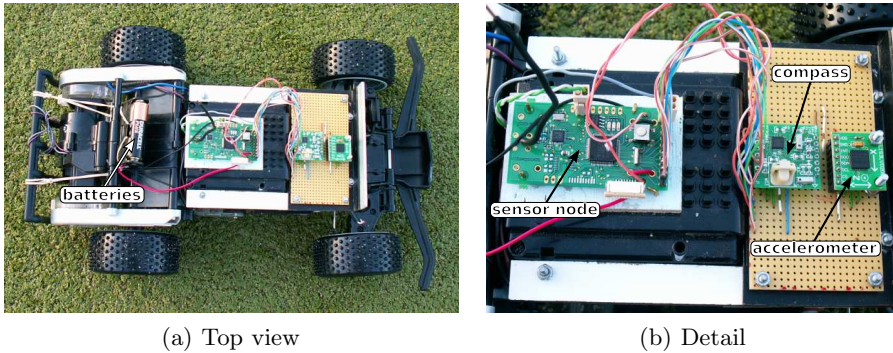 batteries
compass
sensor node
accelerometer
(a) Top view
(b) Detail